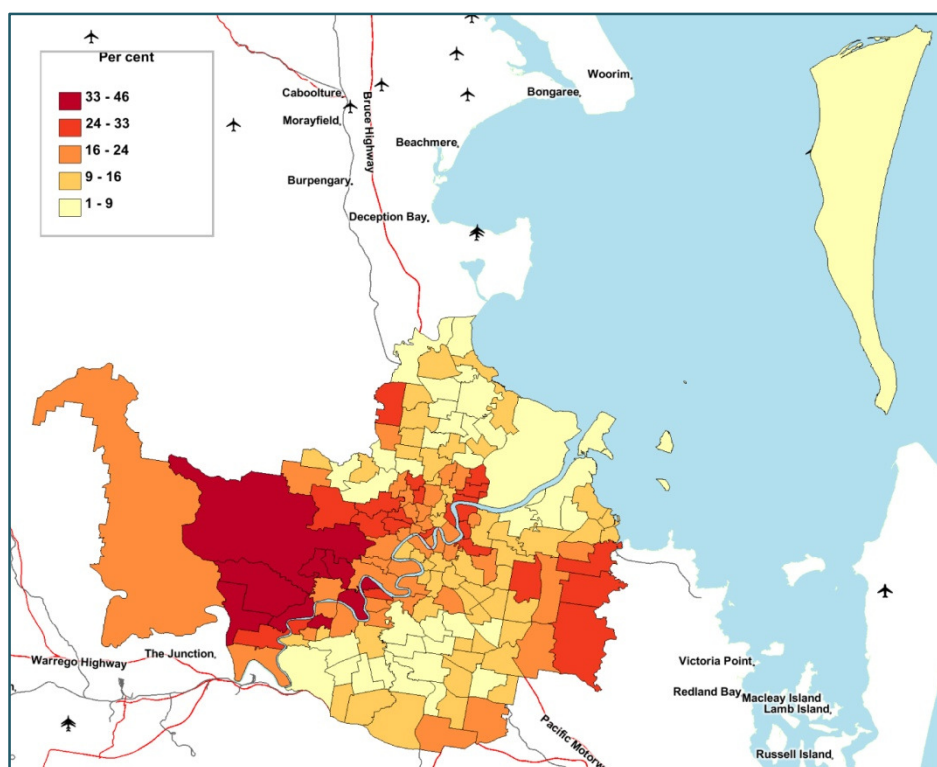 Per cent
33 - 46
24 - 33
16 - 24
9 - 16
1 - 9
Woorim
Bongaree
Caboolture
Morayfield
Bruce Highway
Beachmere
Burpengary
Deception Bay
Warrego Highway
The Junction
Victoria Point
Redland Bay
Macleay Island
Lamb Island
Pacific Motorw
Russell Island